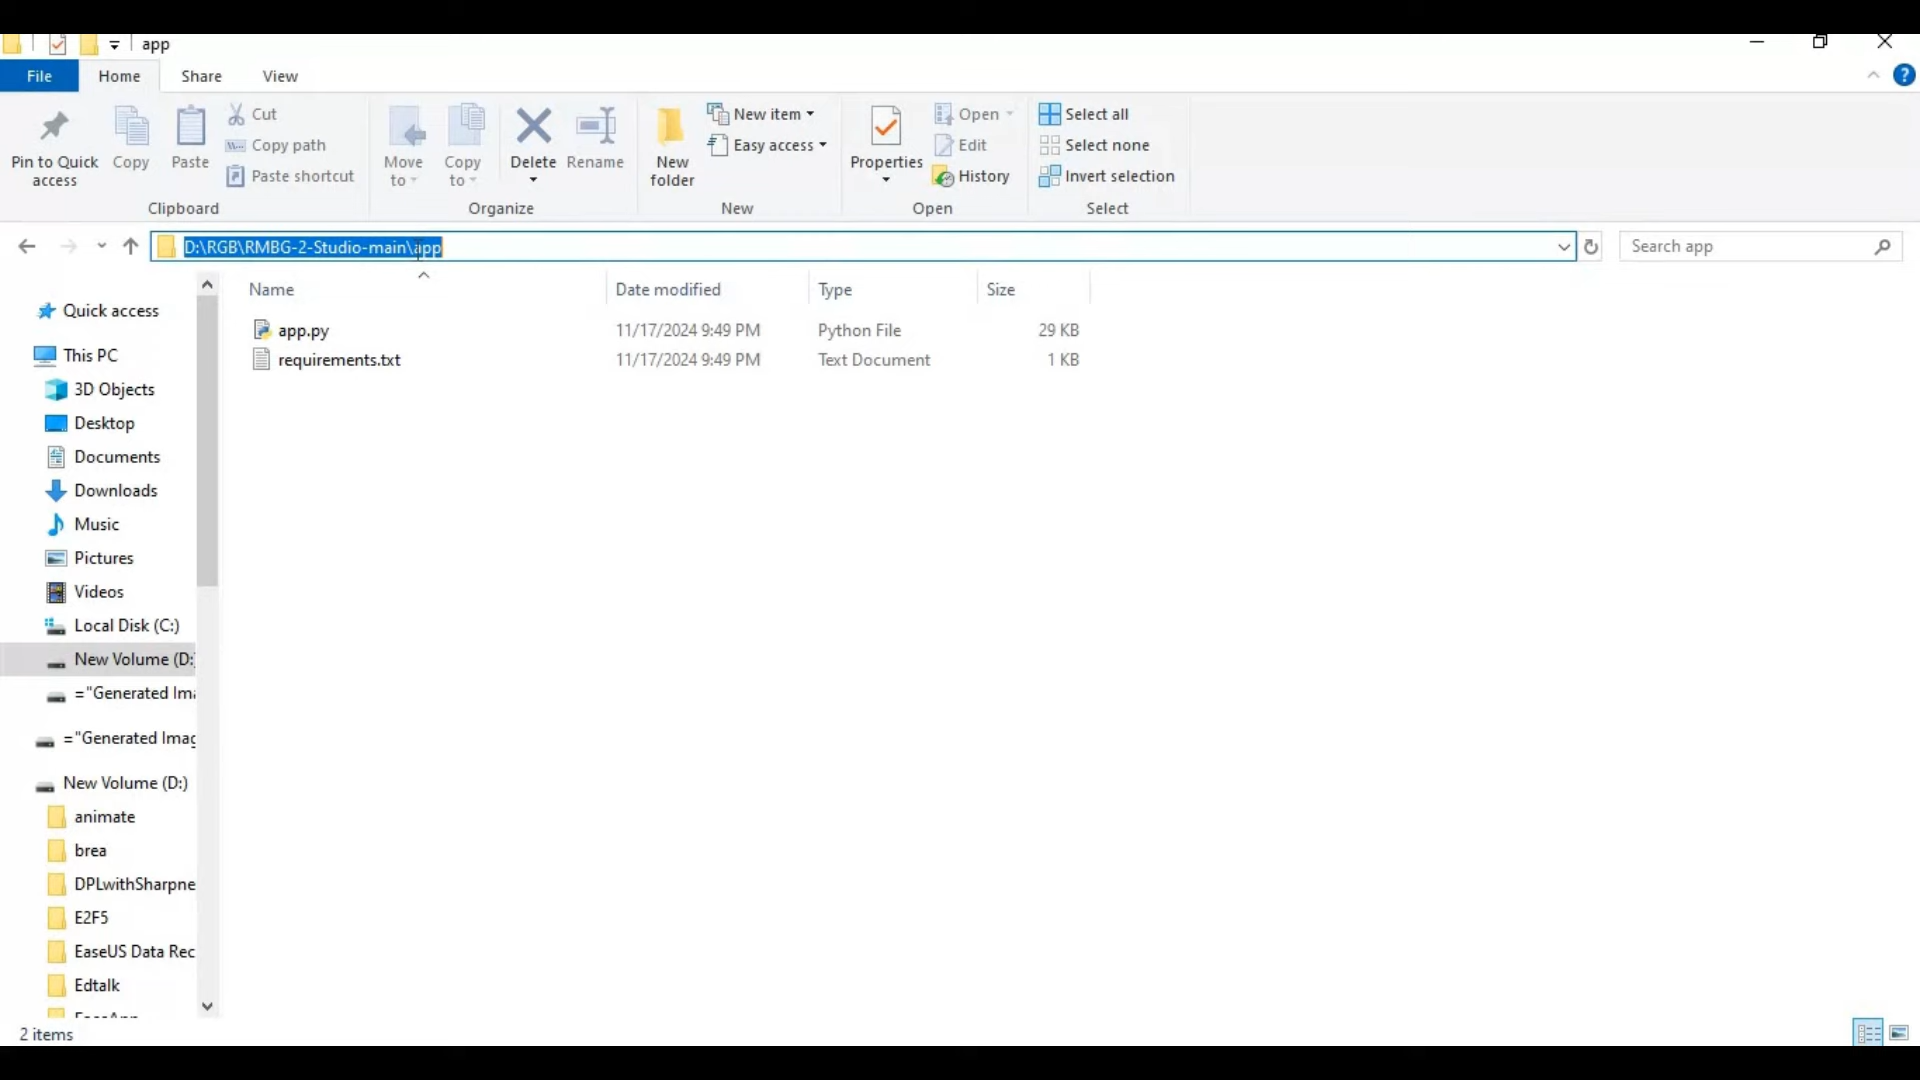 app
File Home Share View
Pin to Quick access
Copy
Paste
Cut
Copy path
Paste shortcut
Clipboard
Move to
Copy to
Delete
Rename
Organize
New folder
New item
Easy access
New
Properties
Open
Edit
History
Open
Select all
Select none
Invert selection
Select
D:\RGB\RMBG-2-Studio-main\app
Search app
Name Date modified Type Size
app.py 11/17/2024 9:49 PM Python File 29 KB
requirements.txt 11/17/2024 9:49 PM Text Document 1 KB
Quick access
This PC
3D Objects
Desktop
Documents
Downloads
Music
Pictures
Videos
Local Disk (C:)
New Volume (D:
="Generated Ima
="Generated Imag
New Volume (D:)
animate
brea
DPLwithSharpne
E2F5
EaseUS Data Rec
Edtalk
2 items